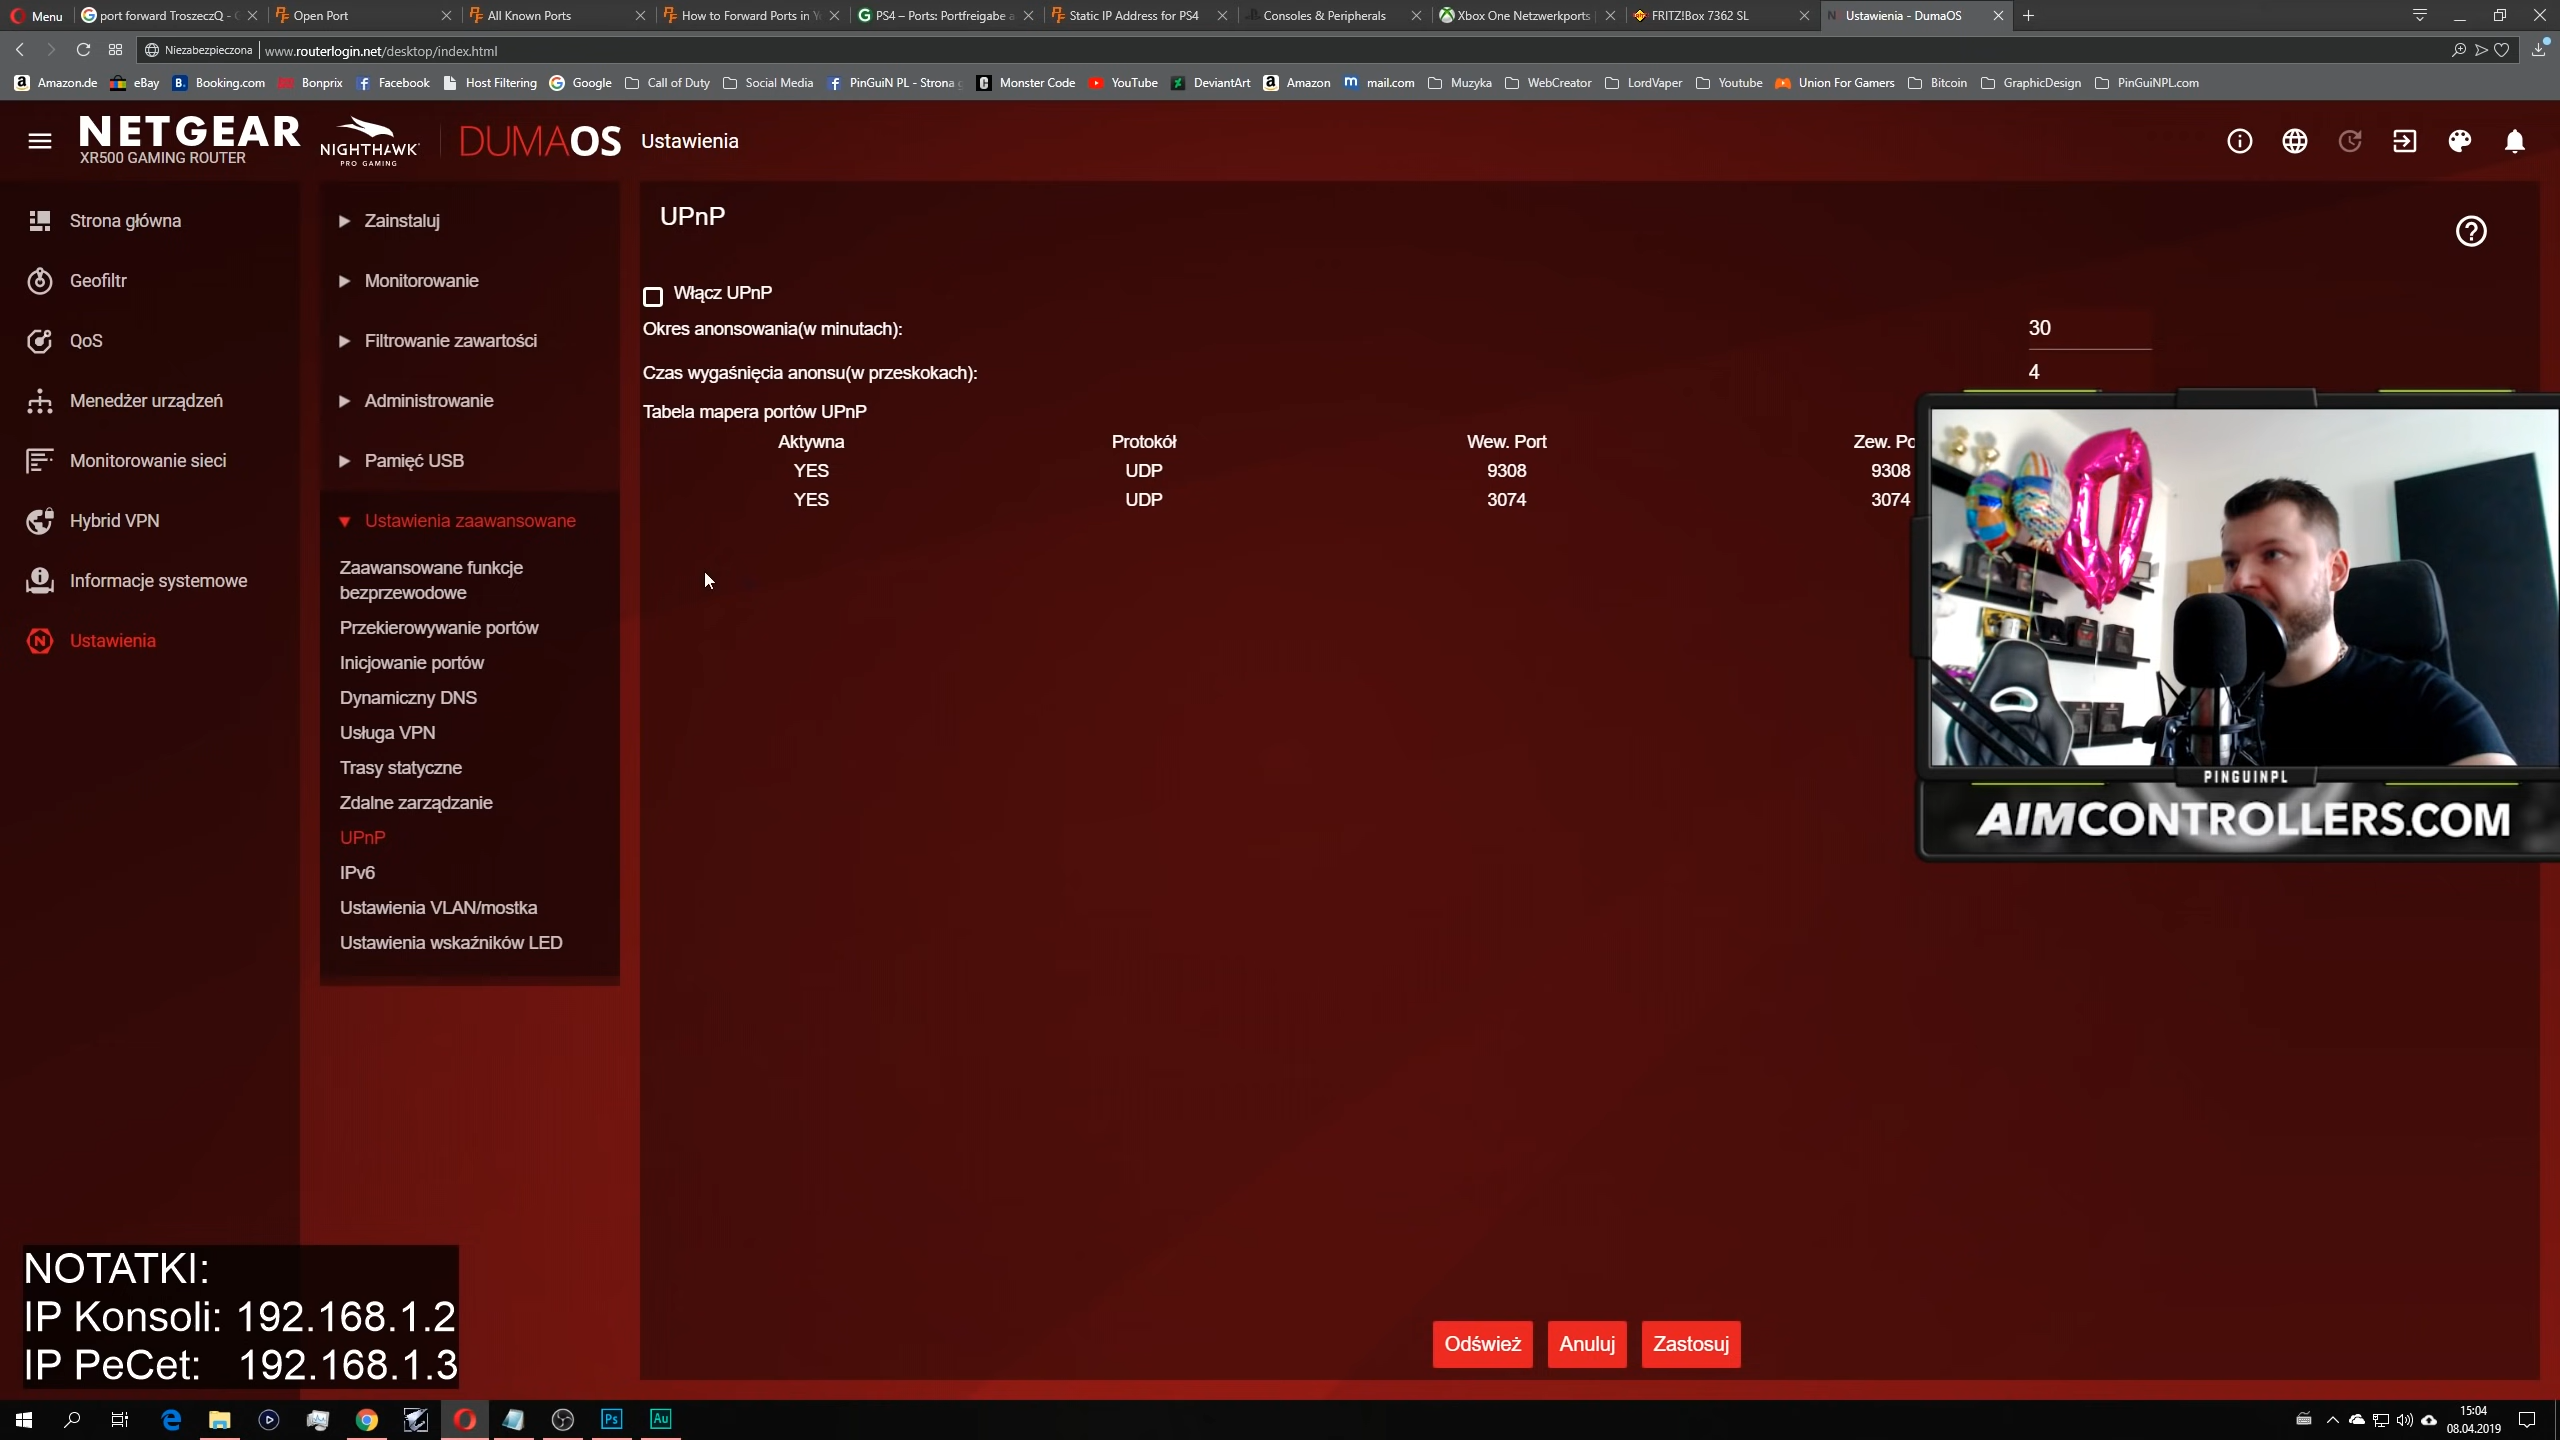 Menu
port forward TroszeczQ -
Open Port
All Known Ports
How to Forward Ports in Y
PS4 – Ports: Portfreigabe a
Static IP Address for PS4
Consoles & Peripherals
Xbox One Netzwerkports
FRITZ!Box 7362 SL
Ustawienia - DumaOS
Niezabezpieczona
www.routerlogin.net/desktop/index.html
Amazon.de
eBay
Booking.com
Bonprix
Facebook
Host Filtering
Google
Call of Duty
Social Media
PinGuiN PL - Strona
Monster Code
YouTube
DeviantArt
Amazon
mail.com
Muzyka
WebCreator
LordVaper
Youtube
Union For Gamers
Bitcoin
GraphicDesign
PinGuiNPL.com
NETGEAR
XR500 GAMING ROUTER
NIGHTHAWK
PRO GAMING
DUMAOS
Ustawienia
Strona główna
Geofiltr
QoS
Menedżer urządzeń
Monitorowanie sieci
Hybrid VPN
Informacje systemowe
Ustawienia
Zainstaluj
Monitorowanie
Filtrowanie zawartości
Administrowanie
Pamięć USB
Ustawienia zaawansowane
Zaawansowane funkcje
bezprzewodowe
Przekierowywanie portów
Inicjowanie portów
Dynamiczny DNS
Usługa VPN
Trasy statyczne
Zdalne zarządzanie
UPnP
IPv6
Ustawienia VLAN/mostka
Ustawienia wskaźników LED
UPnP
Włącz UPnP
Okres anonsowania(w minutach):
30
Czas wygaśnięcia anonsu(w przeskokach):
4
Tabela mapera portów UPnP
Aktywna Protokół Wew. Port Zew. Po
YES UDP 9308 9308
YES UDP 3074 3074
PINGUINPL
AIMCONTROLLERS.COM
Odśwież
Anuluj
Zastosuj
NOTATKI:
IP Konsoli: 192.168.1.2
IP PeCet: 192.168.1.3
Ps
Au
15:04
08.04.2019